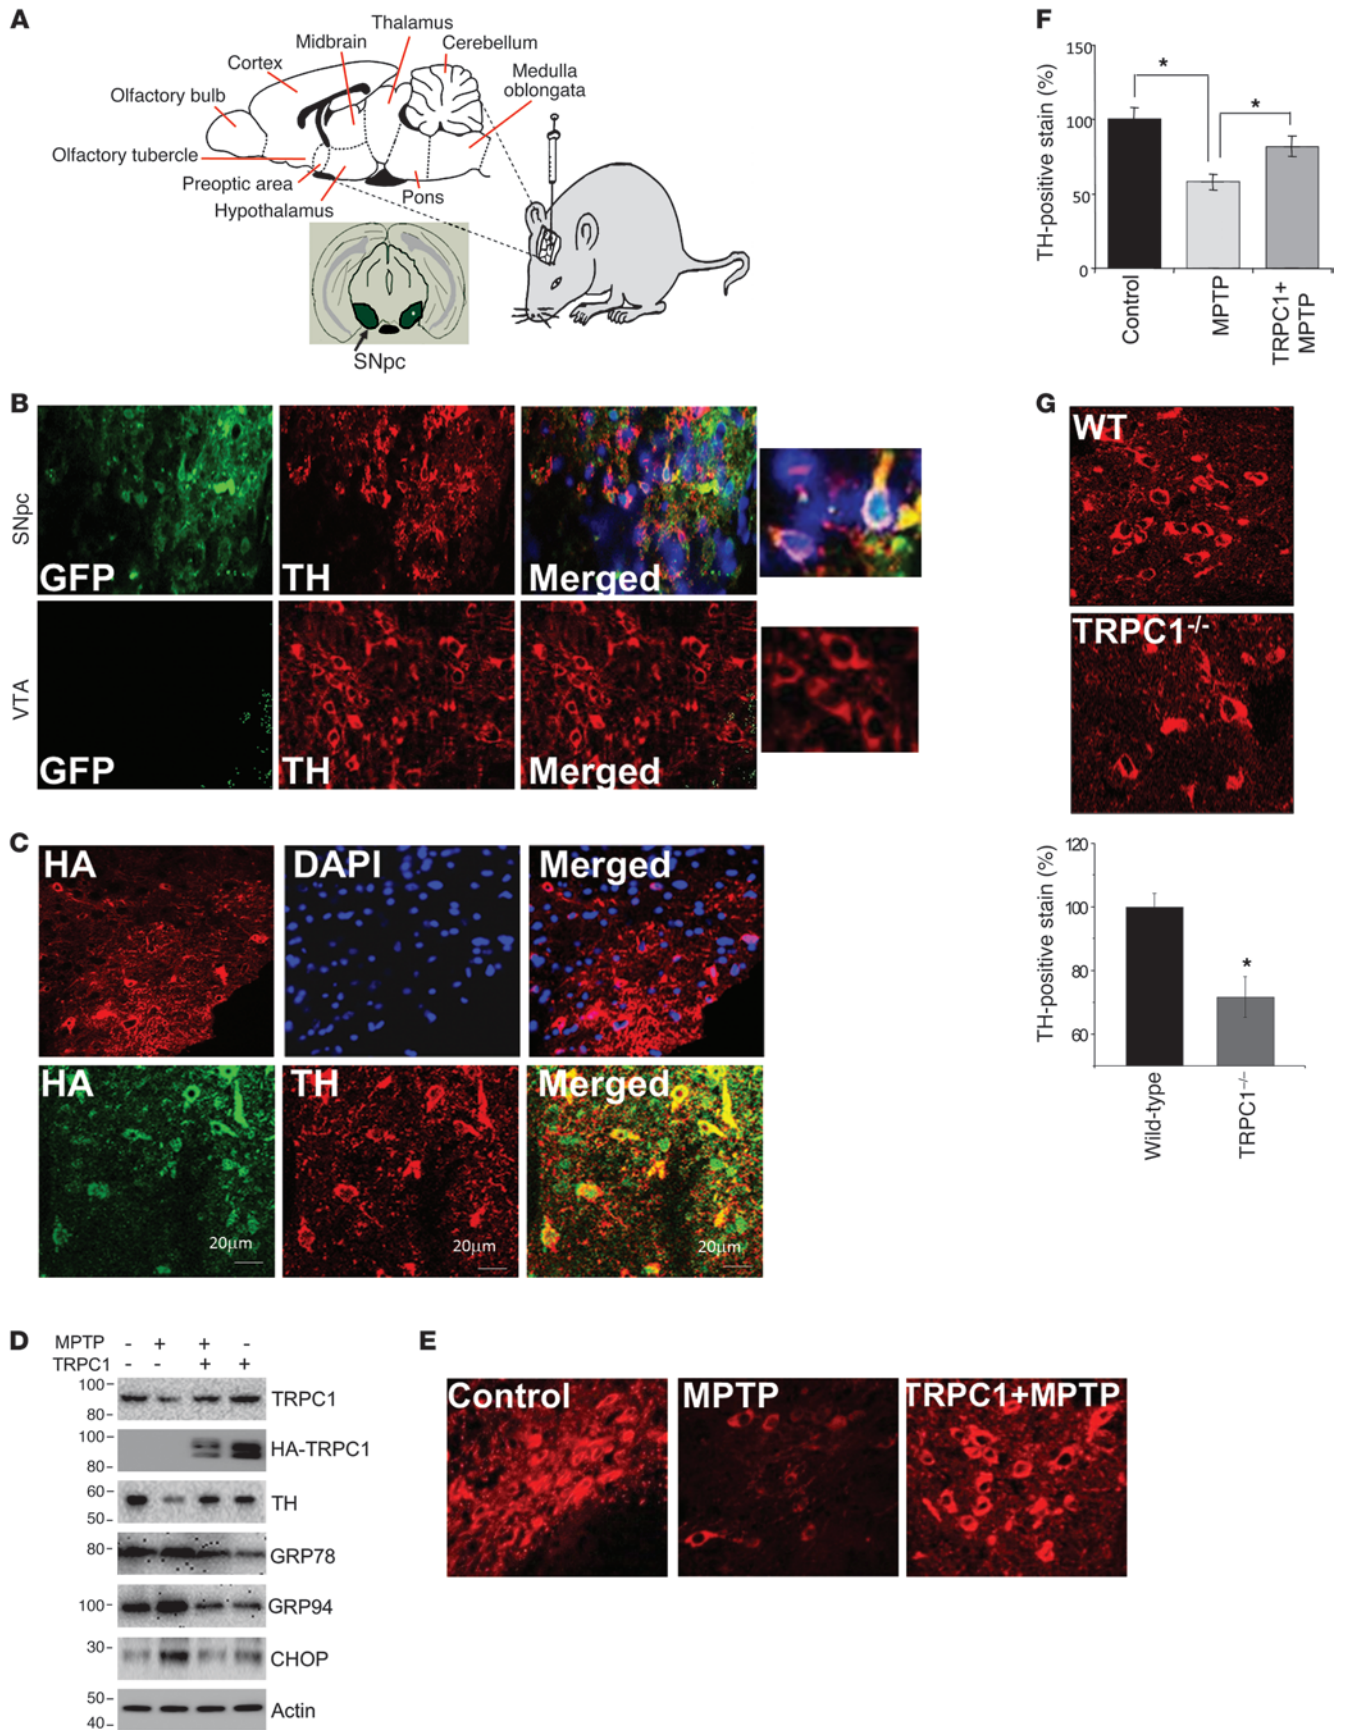 A
Thalamus
Midbrain
Cerebellum
Cortex
Medulla
oblongata
Olfactory bulb
Olfactory tubercle
Preoptic area
Pons
Hypothalamus
SNpc
B
SNpc
GFP
TH
Merged
VTA
GFP
TH
Merged
C
HA
DAPI
Merged
HA
TH
Merged
20μm
20μm
20μm
D
MPTP - + + -
TRPC1 - - + +
100
80
TRPC1
100
80
HA-TRPC1
60
50
TH
80
GRP78
100
GRP94
30
CHOP
50
40
Actin
E
Control
MPTP
TRPC1+MPTP
F
TH-positive stain (%)
150
100
50
0
*
*
Control
MPTP
TRPC1+
MPTP
G
WT
TRPC1-/-
TH-positive stain (%)
120
100
80
60
*
Wild-type
TRPC1-/-